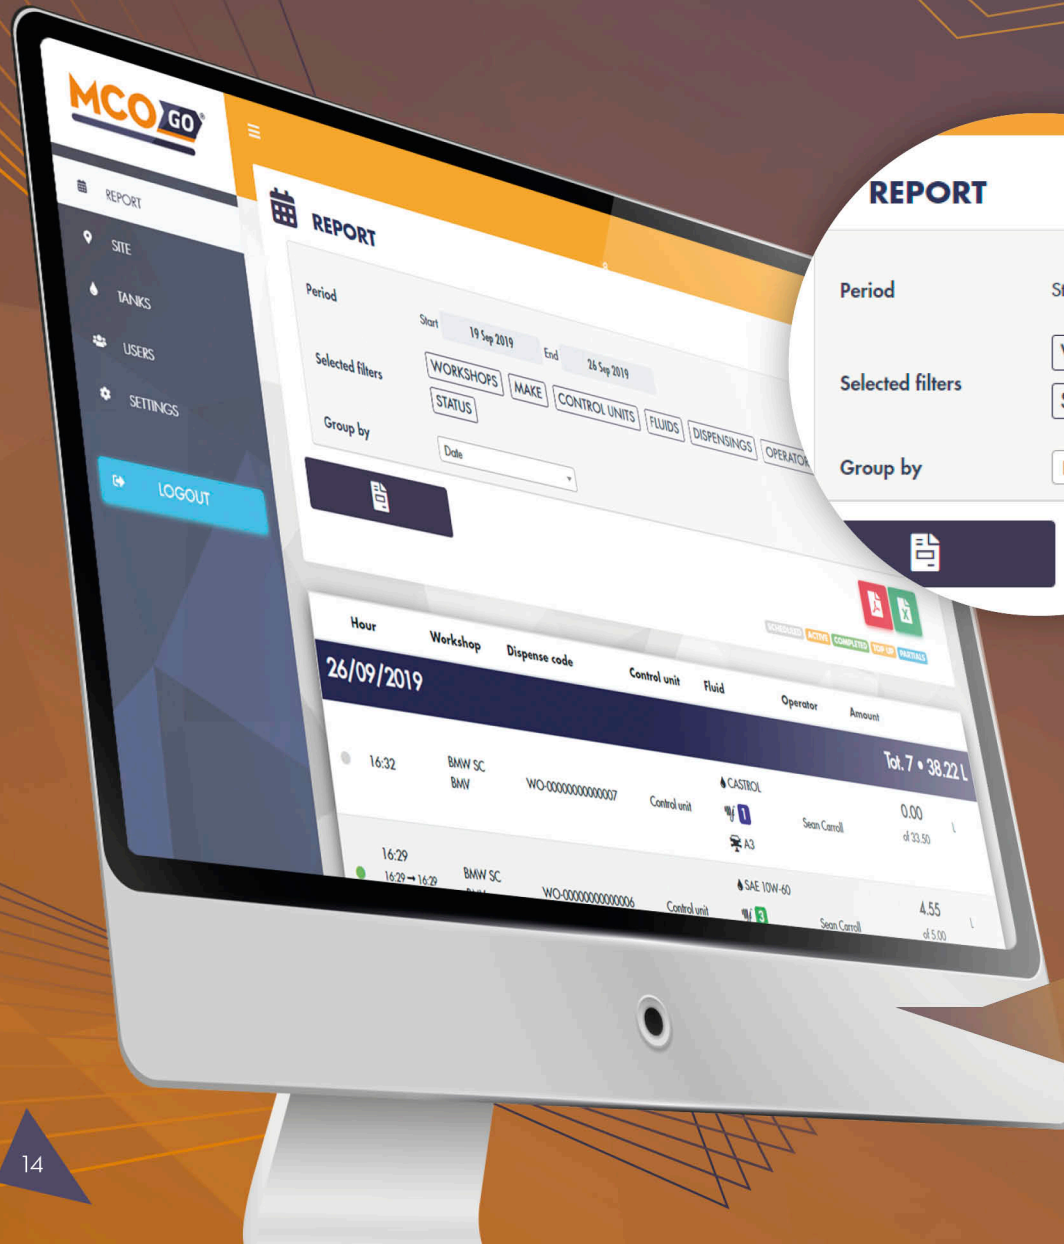 MCO GO®
REPORT
SITE
TANKS
USERS
SETTINGS
LOGOUT
REPORT
Period
Start 19 Sep 2019 End 26 Sep 2019
Selected filters
WORKSHOPS MAKE CONTROL UNITS FLUIDS DISPENSINGS OPERATOR
STATUS
Group by
Date
SCHEDULED ACTIVE COMPLETED TOP UP PARTIALS
Hour Workshop Dispense code Control unit Fluid Operator Amount
26/09/2019
Tot. 7 • 38.22 L
16:32 BMW SC WO-00000000000007 Control unit CASTROL Sean Carroll 0.00 L
BMV 1 of 33.50
A3
16:29 BMW SC WO-00000000000006 Control unit SAE 10W-60 Sean Carroll 4.55 L
16:29 → 16:29 3 of 5.00
REPORT
Period
Selected filters
Group by
14